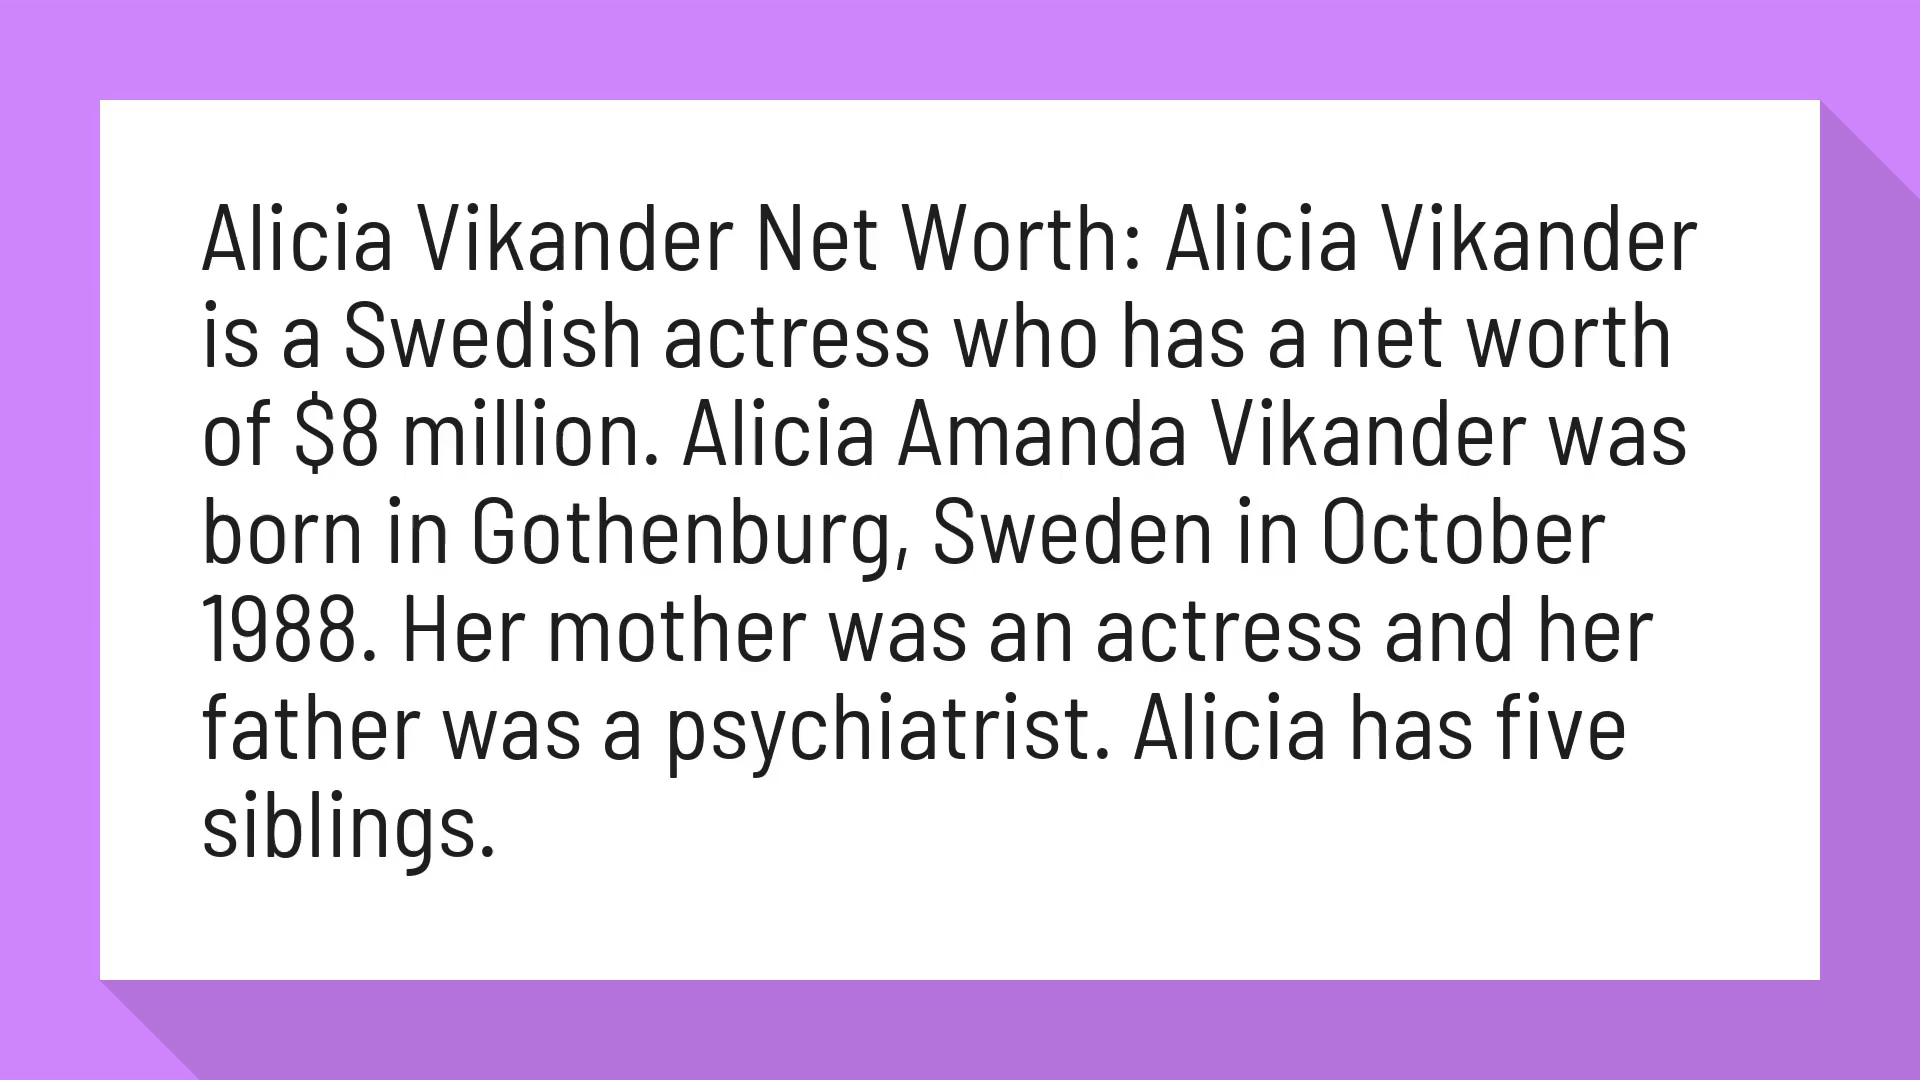 Alicia Vikander Net Worth: Alicia Vikander
is a Swedish actress who has a net worth
of $8 million. Alicia Amanda Vikander was
born in Gothenburg, Sweden in October
1988. Her mother was an actress and her
father was a psychiatrist. Alicia has five
siblings.